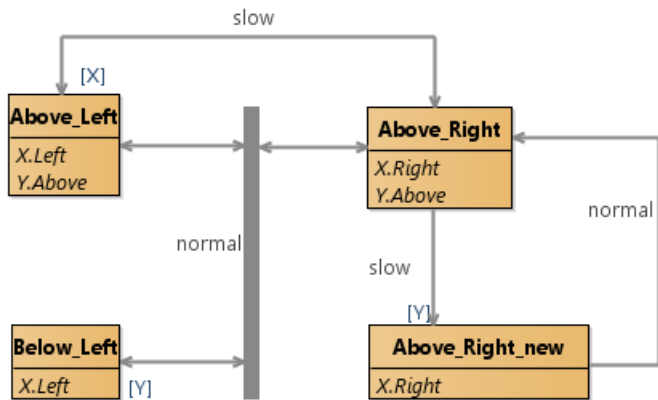 slow
[X]
Above_Left
X.Left
Y.Above
Above_Right
X.Right
Y.Above
normal
normal
slow
[Y]
Below_Left
X.Left
[Y]
Above_Right_new
X.Right